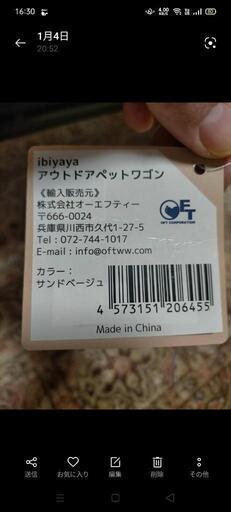 16:30
1月4日
20:52
ibiyaya
アウトドアペットワゴン
《輸入販売元》
株式会社オーエフティー
〒666-0024
兵庫県川西市久代1-27-5
Tel : 072-744-1017
E-mail : info@oftww.com
OFT
OFT CORPORATION
カラー：
サンドベージュ
4 573151 206455
Made in China
送信
お気に入り
編集
削除
その他